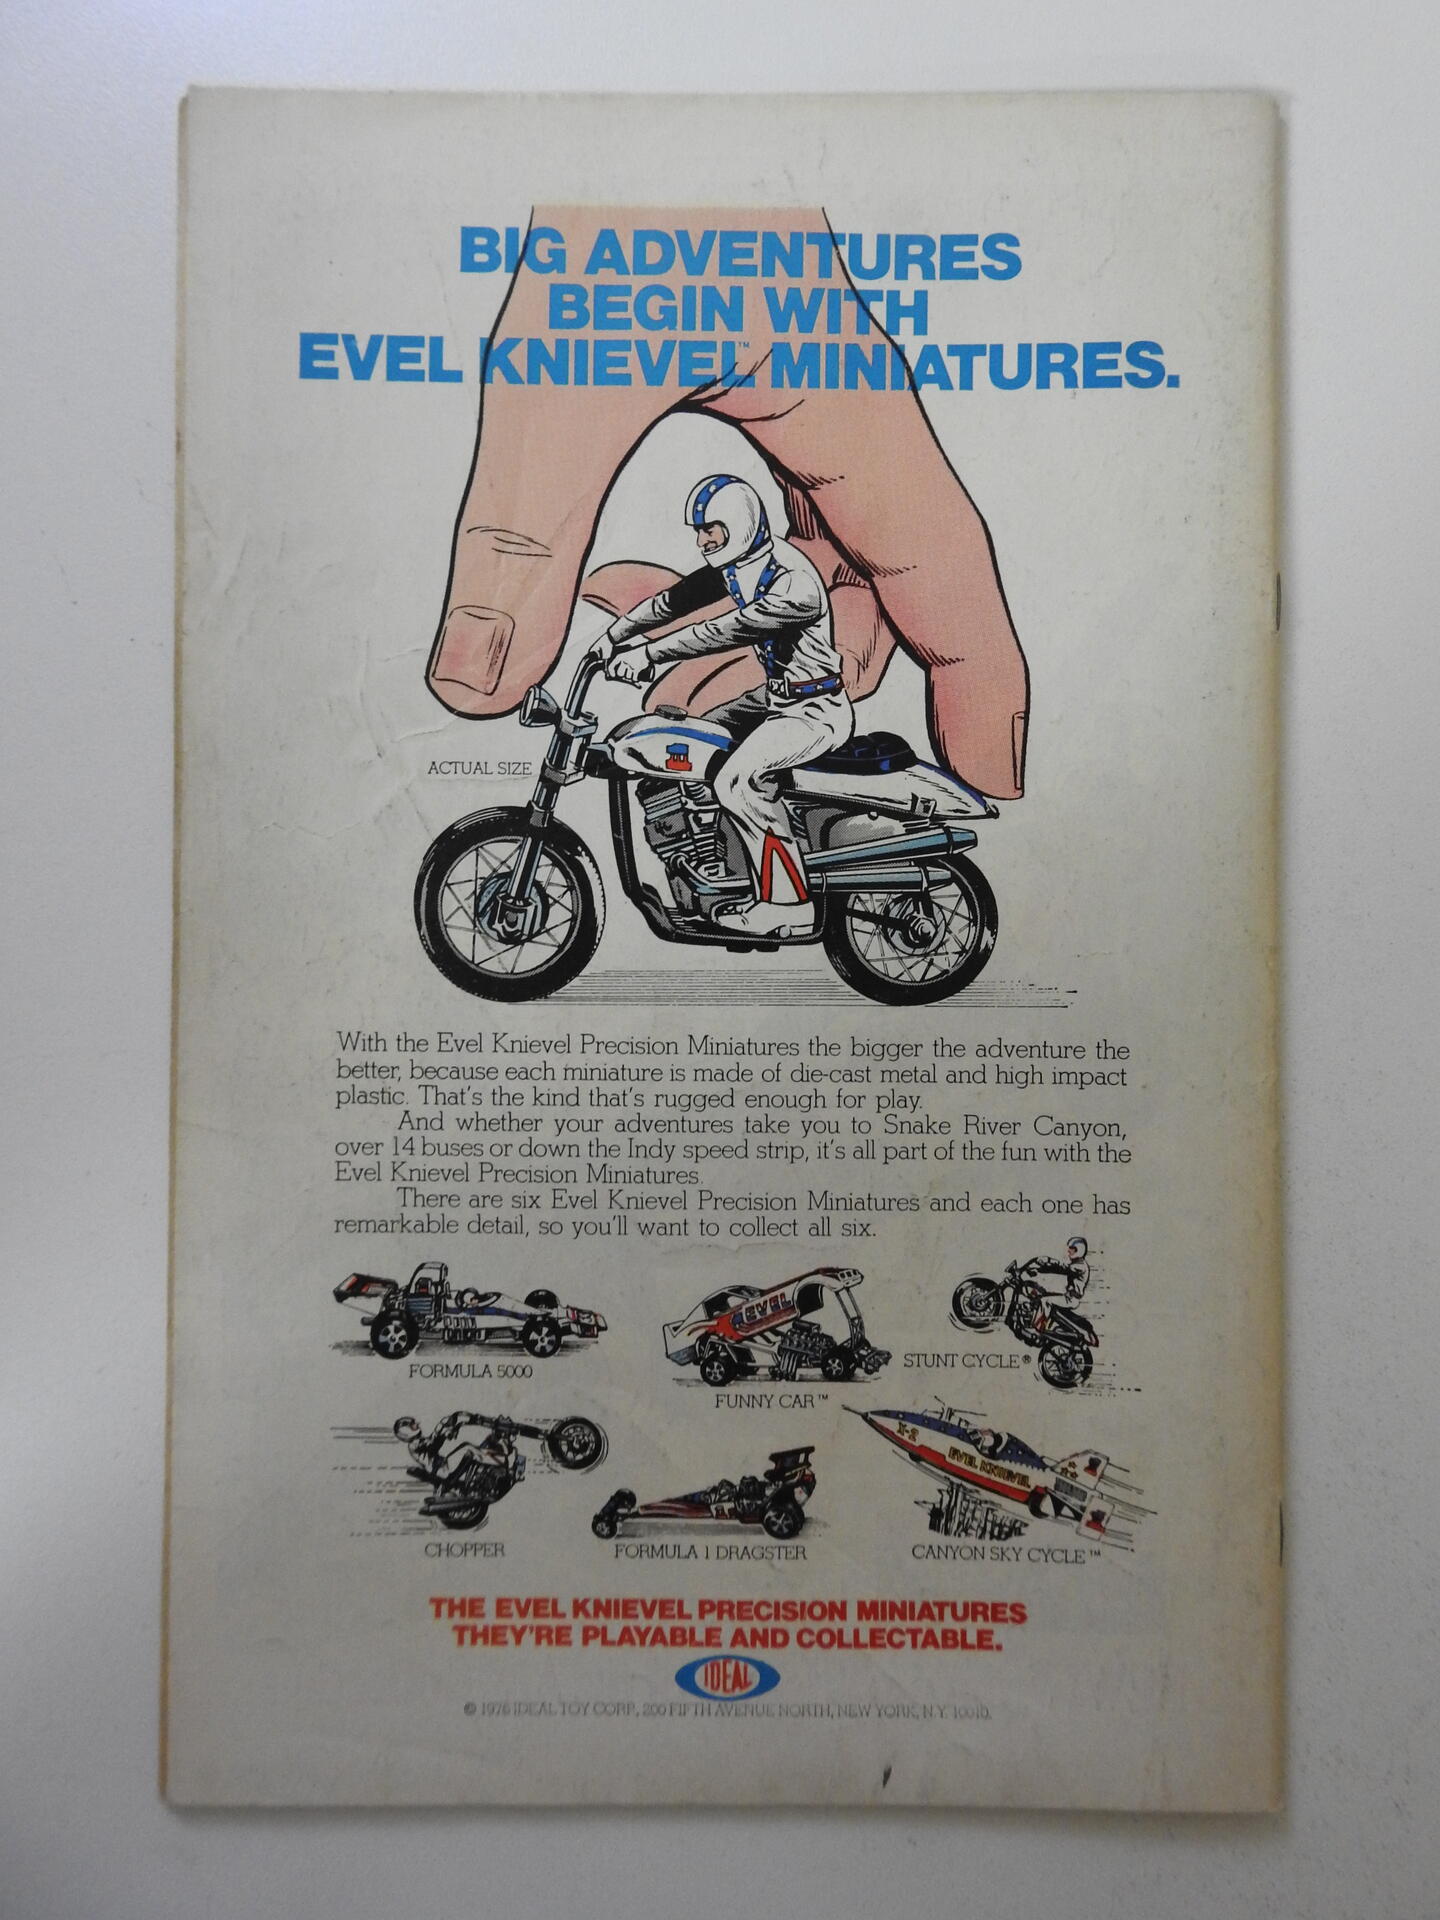 BIG ADVENTURES
BEGIN WITH
EVEL KNIEVEL™ MINIATURES.
ACTUAL SIZE
With the Evel Knievel Precision Miniatures the bigger the adventure the
better, because each miniature is made of die-cast metal and high impact
plastic. That's the kind that's rugged enough for play.
And whether your adventures take you to Snake River Canyon,
over 14 buses or down the Indy speed strip, it's all part of the fun with the
Evel Knievel Precision Miniatures.
There are six Evel Knievel Precision Miniatures and each one has
remarkable detail, so you'll want to collect all six.
EVEL
FORMULA 5000
FUNNY CAR™
STUNT CYCLE®
X-2
EVEL KNIEVEL
CHOPPER
FORMULA 1 DRAGSTER
CANYON SKY CYCLE™
THE EVEL KNIEVEL PRECISION MINIATURES
THEY'RE PLAYABLE AND COLLECTABLE.
IDEAL
© 1976 IDEAL TOY CORP., 200 FIFTH AVENUE NORTH, NEW YORK, N.Y. 10010.